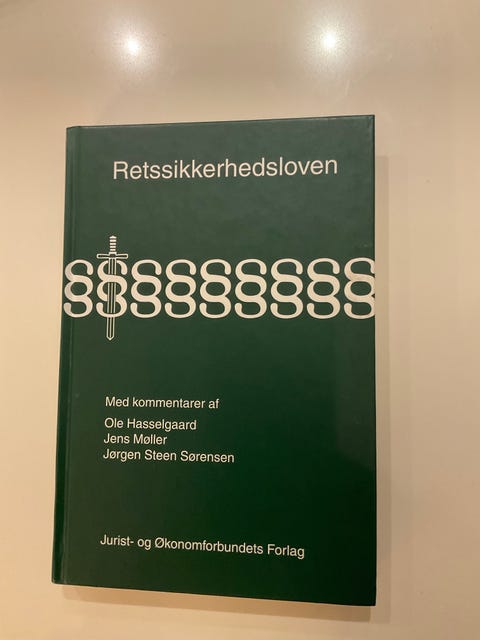 Retssikkerhedsloven
§§§§§§§§§
Med kommentarer af
Ole Hasselgaard
Jens Møller
Jørgen Steen Sørensen
Jurist- og Økonomforbundets Forlag